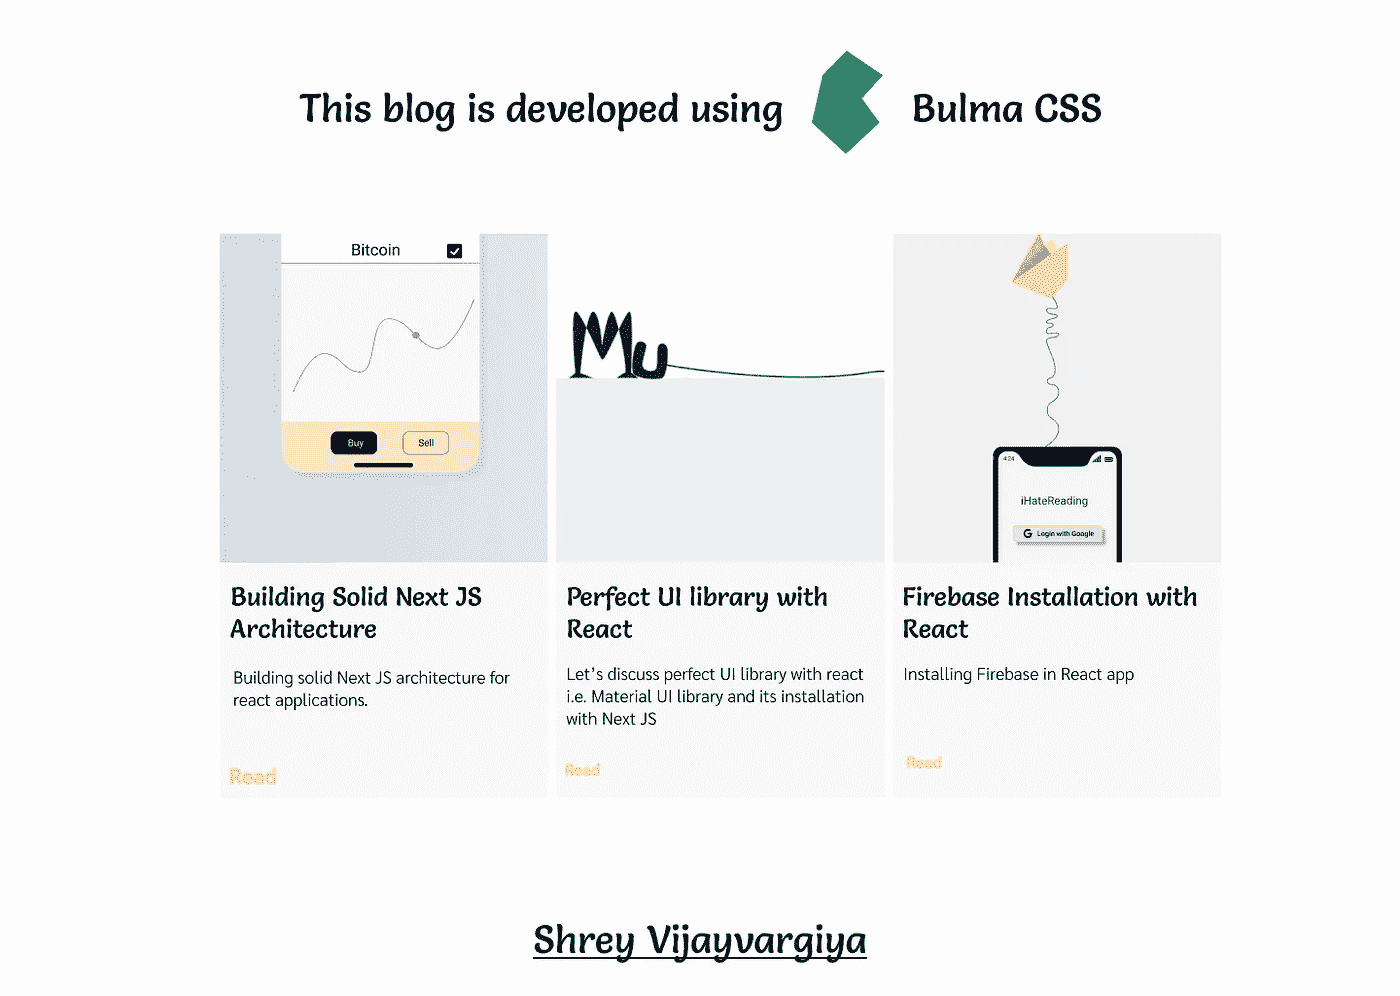 This blog is developed using Bulma CSS
Bitcoin
Buy Sell
Mu
4:24
iHateReading
G Login with Google
Building Solid Next JS
Architecture
Building solid Next JS architecture for
react applications.
Read
Perfect UI library with
React
Let's discuss perfect UI library with react
i.e. Material UI library and its installation
with Next JS
Read
Firebase Installation with
React
Installing Firebase in React app
Read
Shrey Vijayvargiya